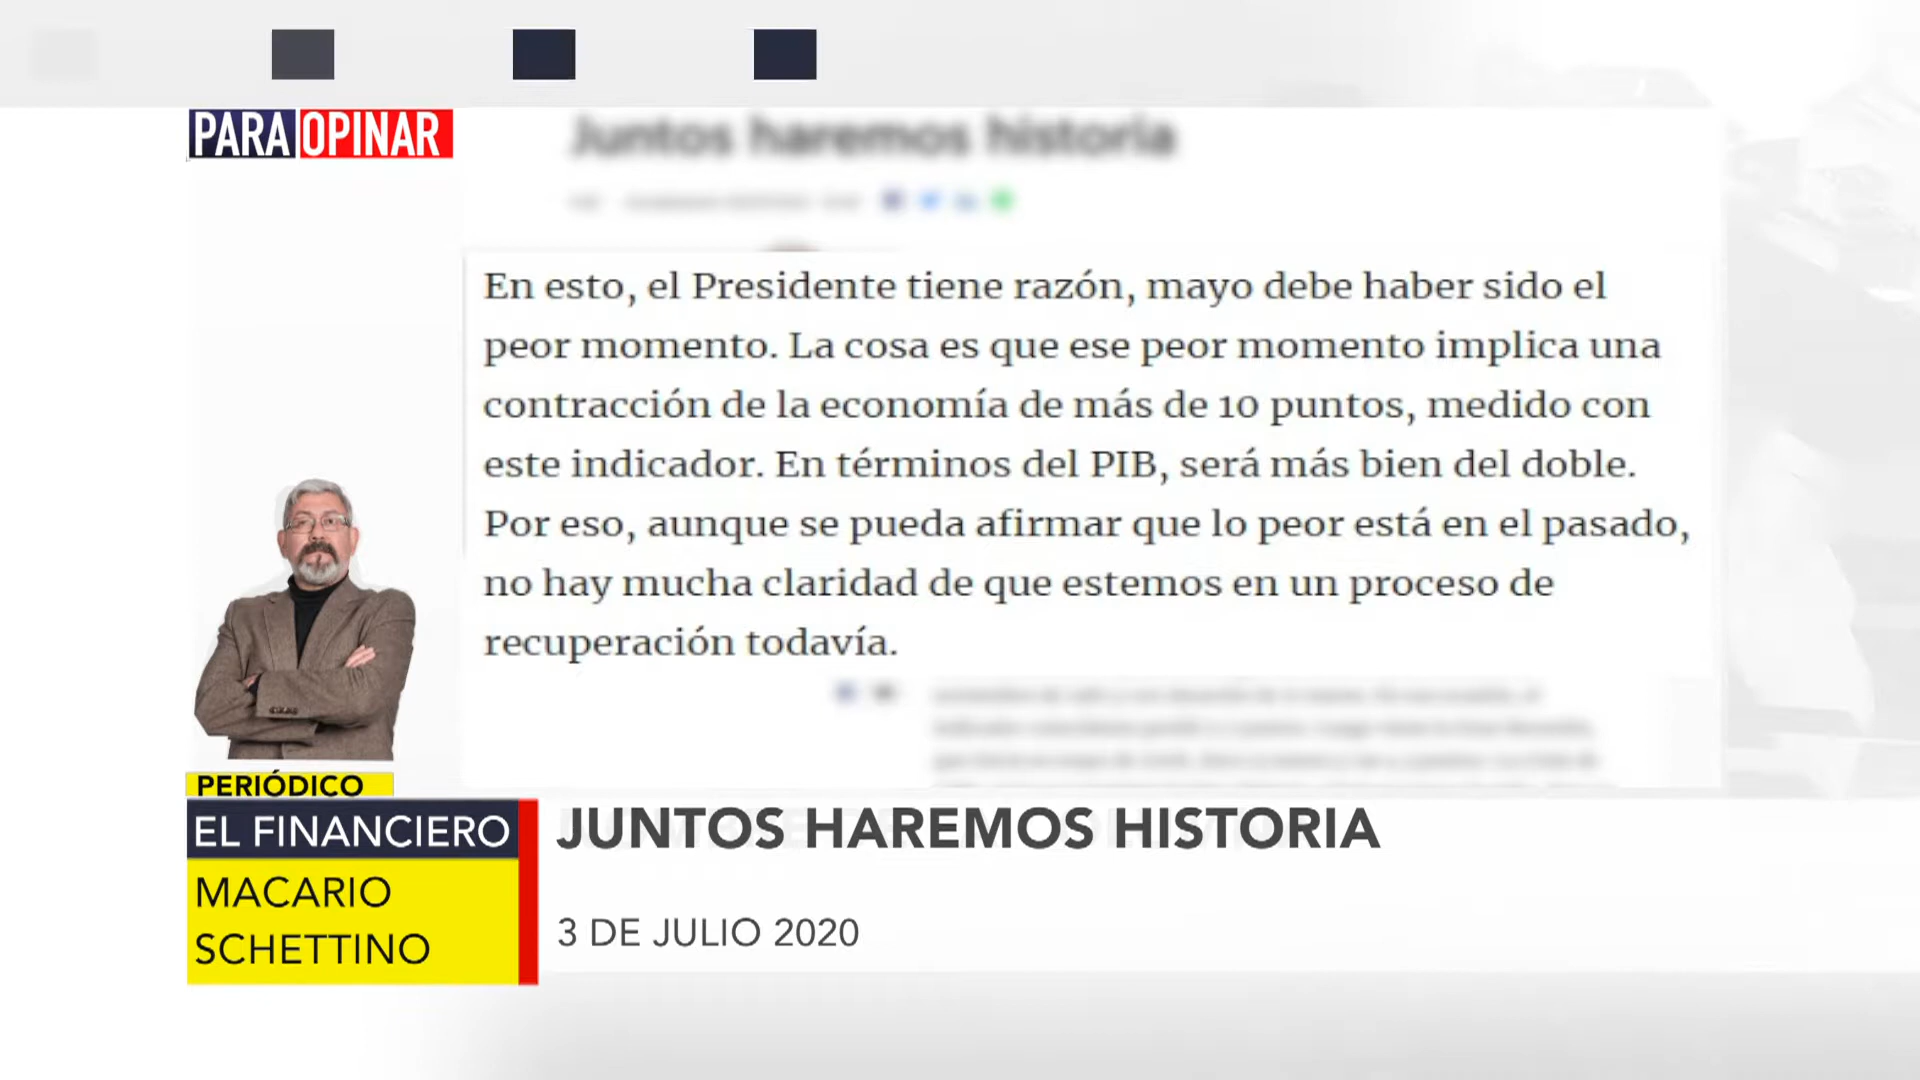 PARA OPINAR
Juntos haremos historia
En esto, el Presidente tiene razón, mayo debe haber sido el
peor momento. La cosa es que ese peor momento implica una
contracción de la economía de más de 10 puntos, medido con
este indicador. En términos del PIB, será más bien del doble.
Por eso, aunque se pueda afirmar que lo peor está en el pasado,
no hay mucha claridad de que estemos en un proceso de
recuperación todavía.
PERIÓDICO
EL FINANCIERO
MACARIO
SCHETTINO
JUNTOS HAREMOS HISTORIA
3 DE JULIO 2020